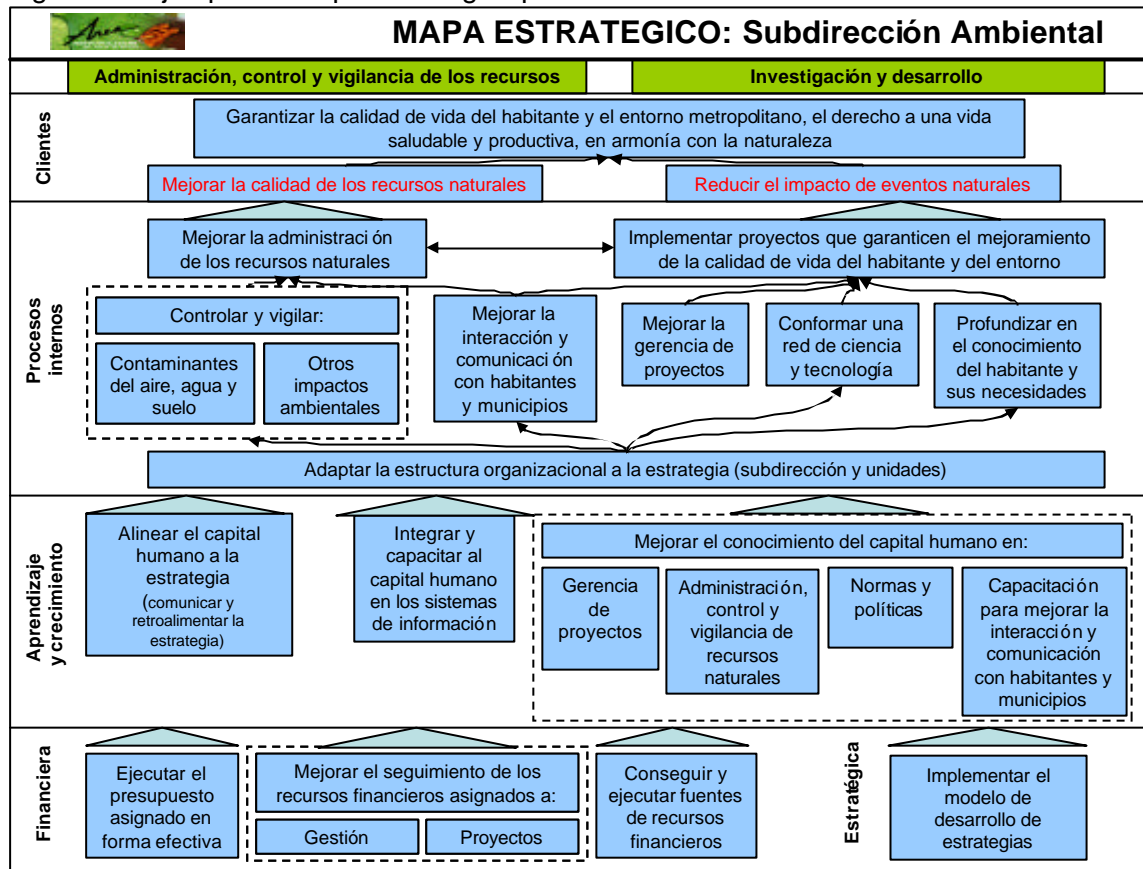 MAPA ESTRATEGICO: Subdirección Ambiental
Area
Administración, control y vigilancia de los recursos
Investigación y desarrollo
Clientes
Garantizar la calidad de vida del habitante y el entorno metropolitano, el derecho a una vida
saludable y productiva, en armonía con la naturaleza
Mejorar la calidad de los recursos naturales
Reducir el impacto de eventos naturales
Procesos
internos
Mejorar la administración
de los recursos naturales
Implementar proyectos que garanticen el mejoramiento
de la calidad de vida del habitante y del entorno
Controlar y vigilar:
Contaminantes
del aire, agua y
suelo
Otros
impactos
ambientales
Mejorar la
interacción y
comunicación
con habitantes
y municipios
Mejorar la
gerencia de
proyectos
Conformar una
red de ciencia
y tecnología
Profundizar en
el conocimiento
del habitante y
sus necesidades
Adaptar la estructura organizacional a la estrategia (subdirección y unidades)
Aprendizaje
y crecimiento
Alinear el capital
humano a la
estrategia
(comunicar y
retroalimentar la
estrategia)
Integrar y
capacitar al
capital humano
en los sistemas
de información
Mejorar el conocimiento del capital humano en:
Gerencia
de
proyectos
Administración,
control y
vigilancia de
recursos
naturales
Normas y
políticas
Capacitación
para mejorar la
interacción y
comunicación
con habitantes y
municipios
Financiera
Ejecutar el
presupuesto
asignado en
forma efectiva
Mejorar el seguimiento de los
recursos financieros asignados a:
Gestión
Proyectos
Conseguir y
ejecutar fuentes
de recursos
financieros
Estratégica
Implementar el
modelo de
desarrollo de
estrategias